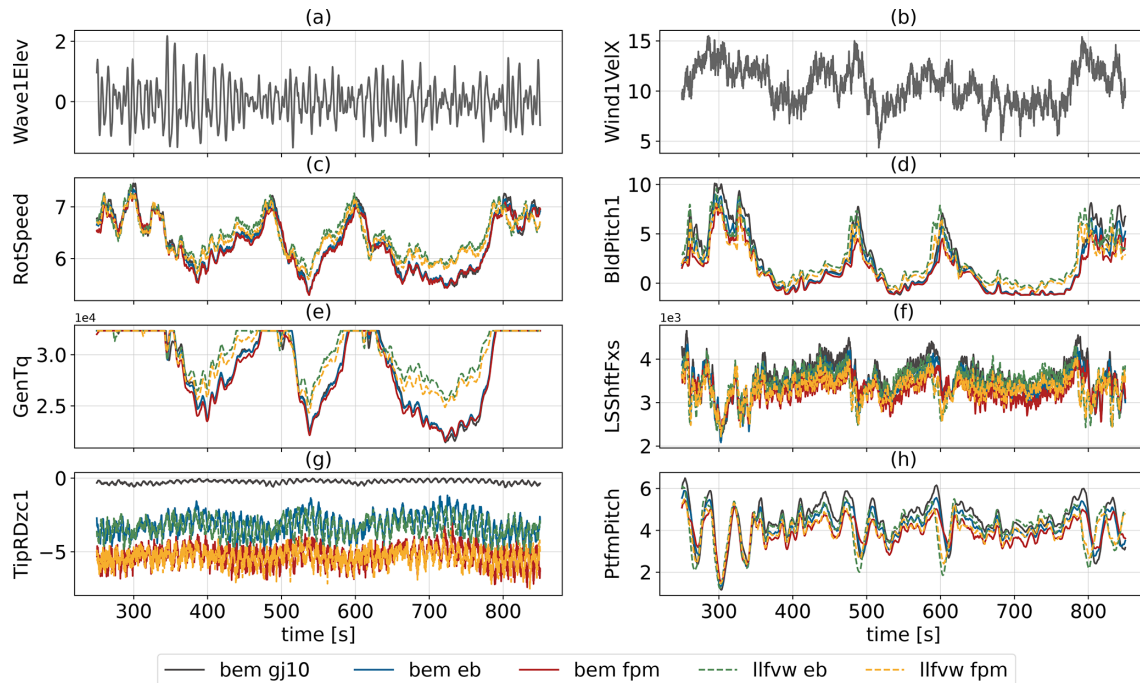 (a)
(b)
Wave1Elev
2
0
Wind1VelX
15
10
5
(c)
(d)
RotSpeed
7
6
BldPitch1
10
5
0
(e)
(f)
1e4
GenTq
3.0
2.5
1e3
LSShftFxs
4
3
2
(g)
(h)
TipRDzc1
0
−5
PtfmPitch
6
4
2
300 400 500 600 700 800
300 400 500 600 700 800
time [s]
time [s]
bem gj10 bem eb bem fpm llfvw eb llfvw fpm